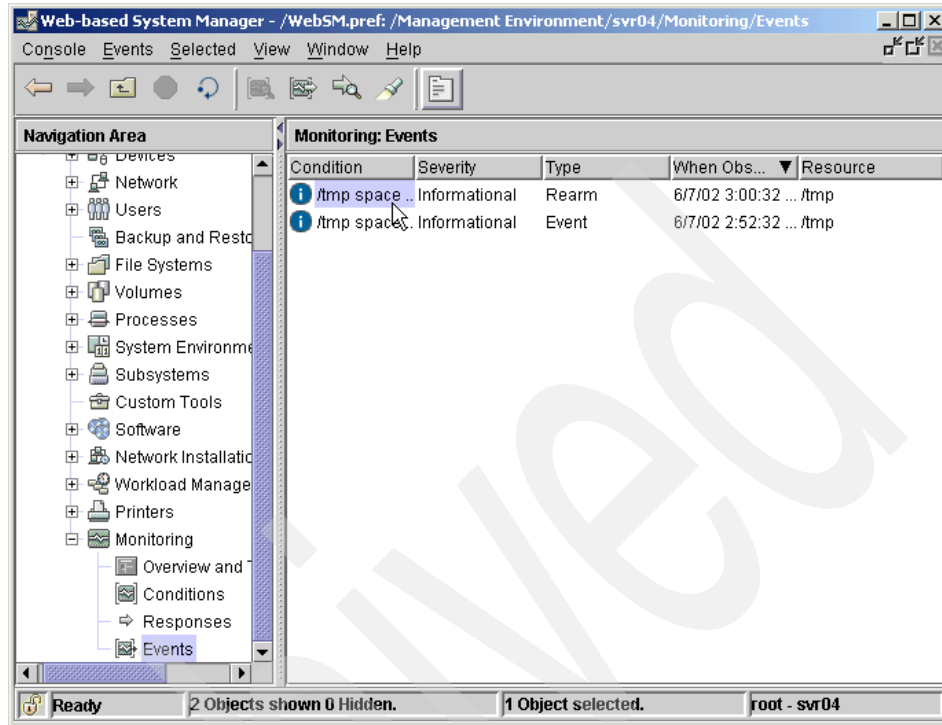 Web-based System Manager - /WebSM.pref: /Management Environment/svr04/Monitoring/Events
Console Events Selected View Window Help
Navigation Area
Monitoring: Events
Devices
Network
Users
Backup and Resto
File Systems
Volumes
Processes
System Environme
Subsystems
Custom Tools
Software
Network Installatio
Workload Manage
Printers
Monitoring
Overview and T
Conditions
Responses
Events
Condition Severity Type When Obs... Resource
/tmp space .. Informational Rearm 6/7/02 3:00:32 ... /tmp
/tmp space .. Informational Event 6/7/02 2:52:32 ... /tmp
Ready 2 Objects shown 0 Hidden. 1 Object selected. root - svr04